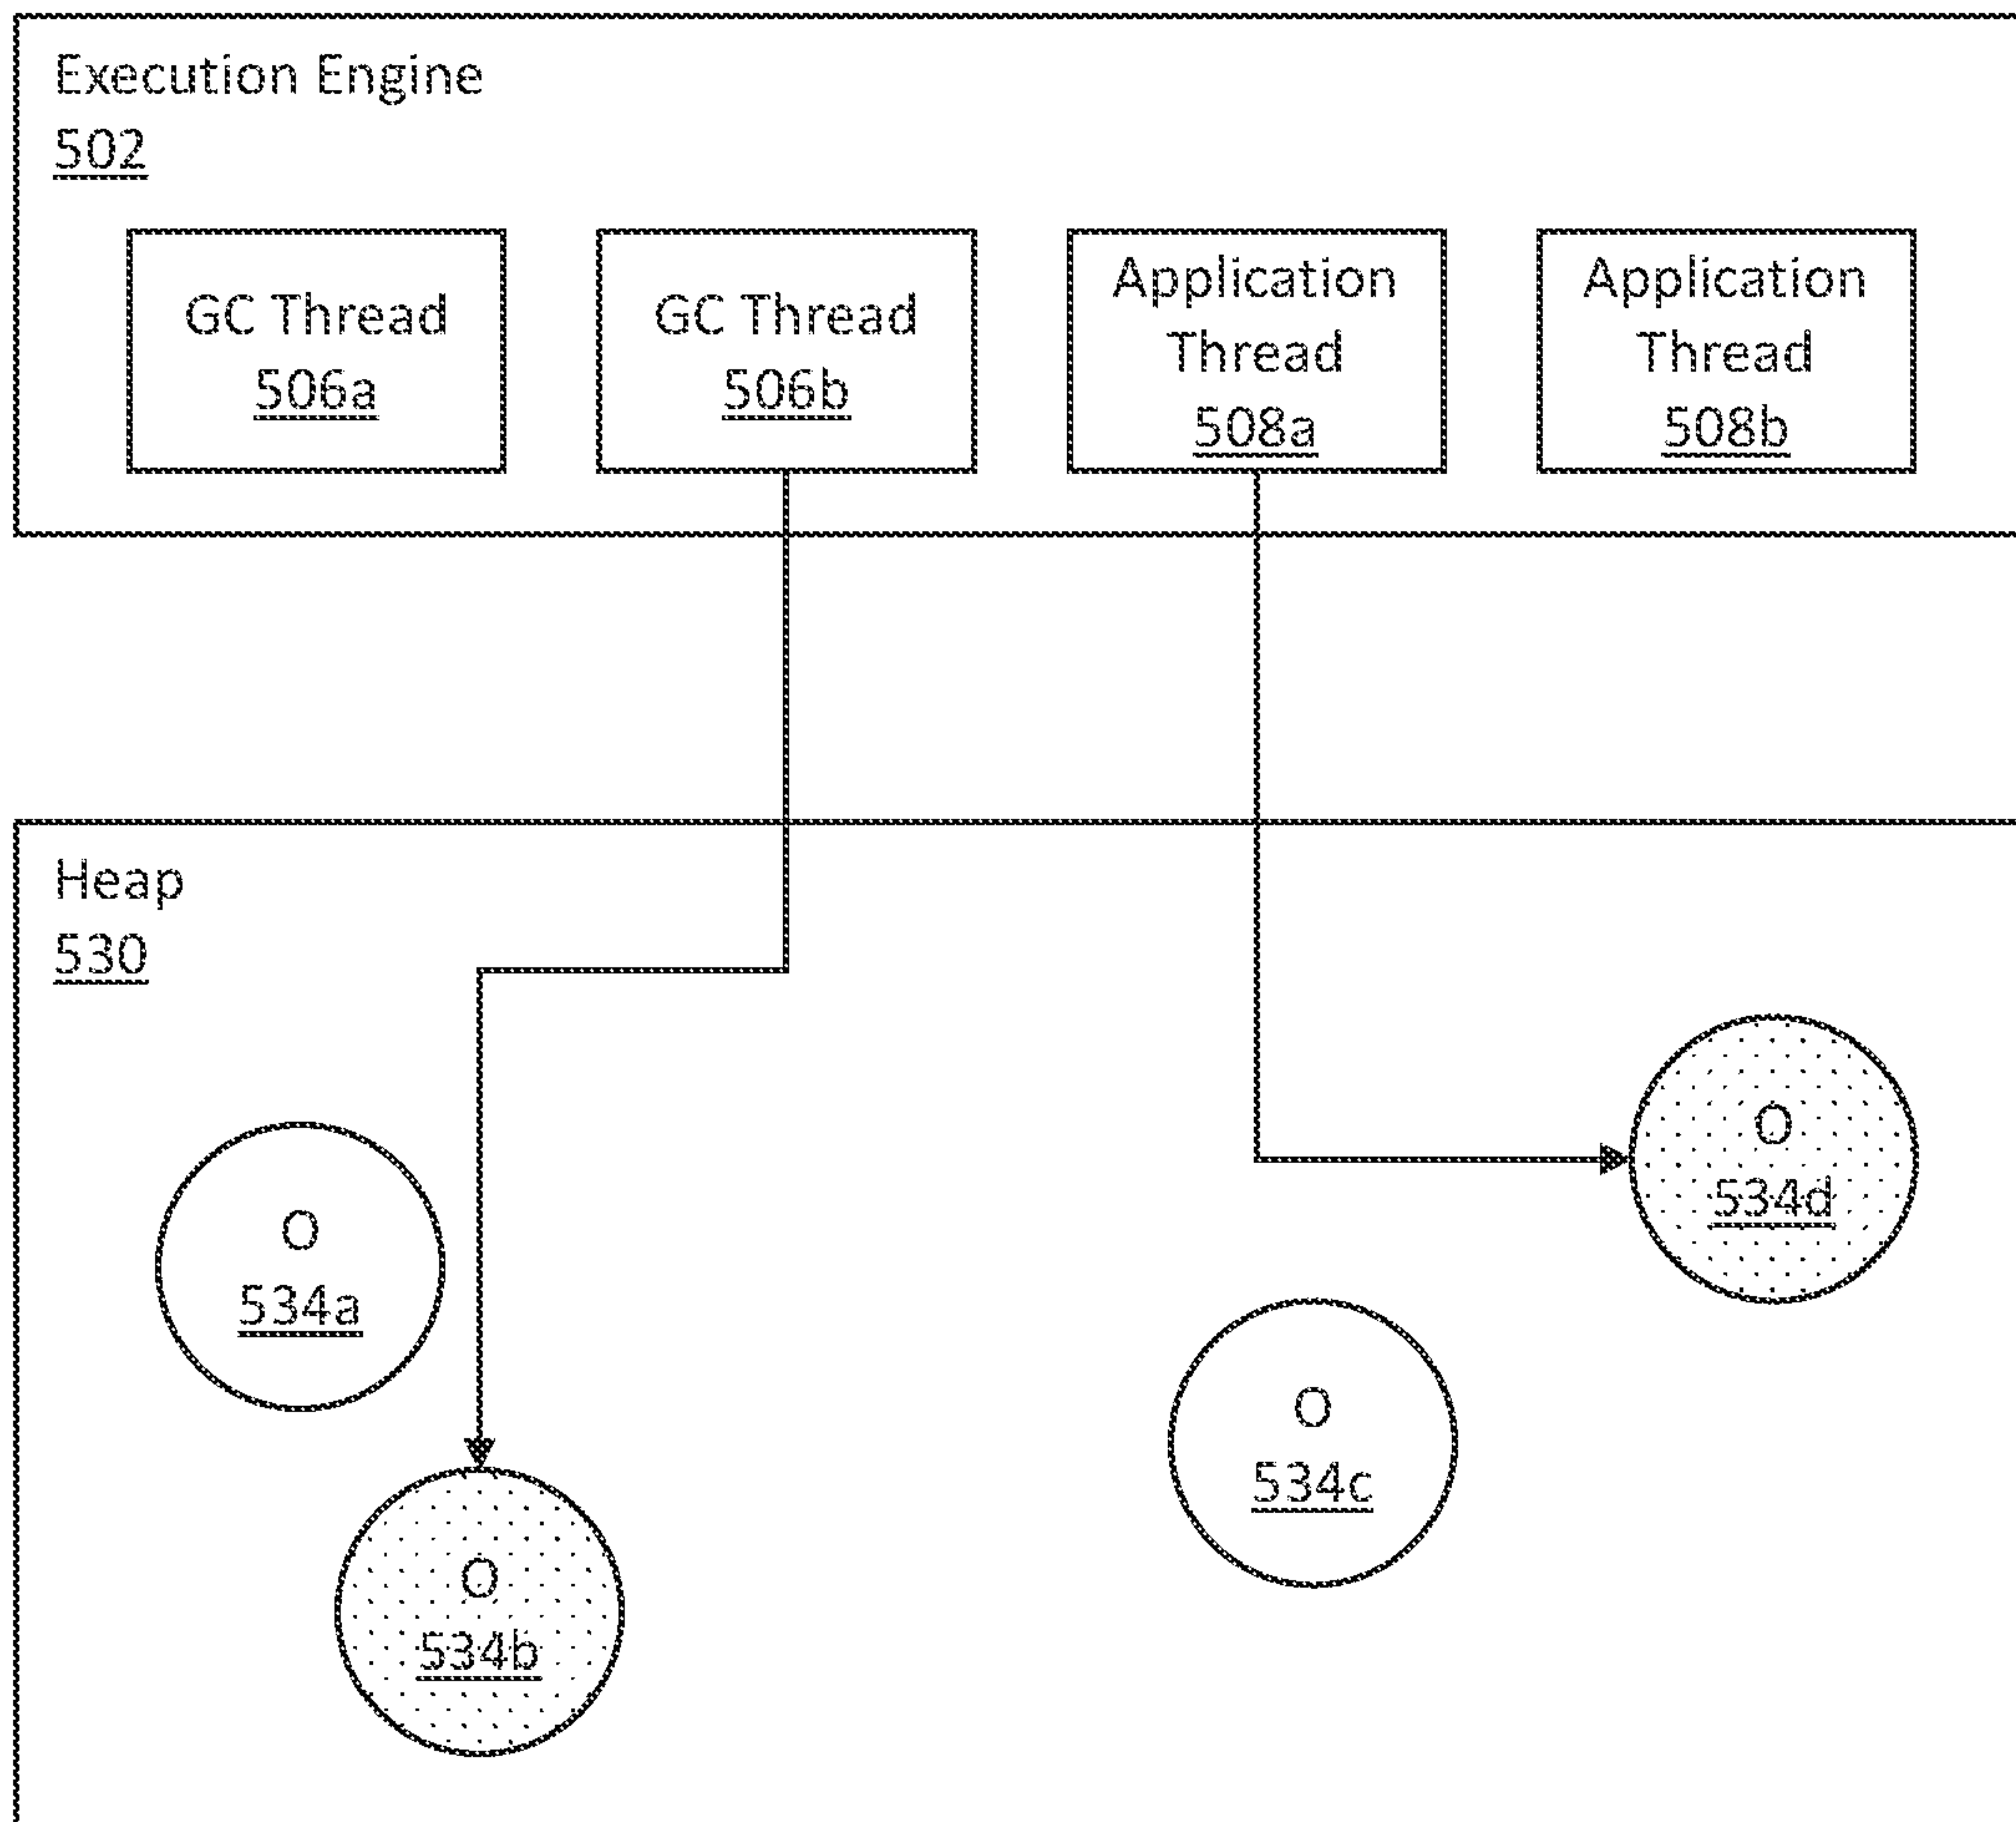 Execution Engine
502
GC Thread
506a
GC Thread
506b
Application
Thread
508a
Application
Thread
508b
Heap
530
O
534a
O
534b
O
534c
O
534d